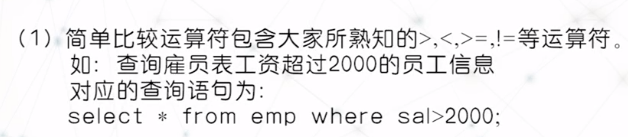 （1）简单比较运算符包含大家所熟知的>,<,>=,!=等运算符。
如：查询雇员表工资超过2000的员工信息
对应的查询语句为：
select * from emp where sal>2000;